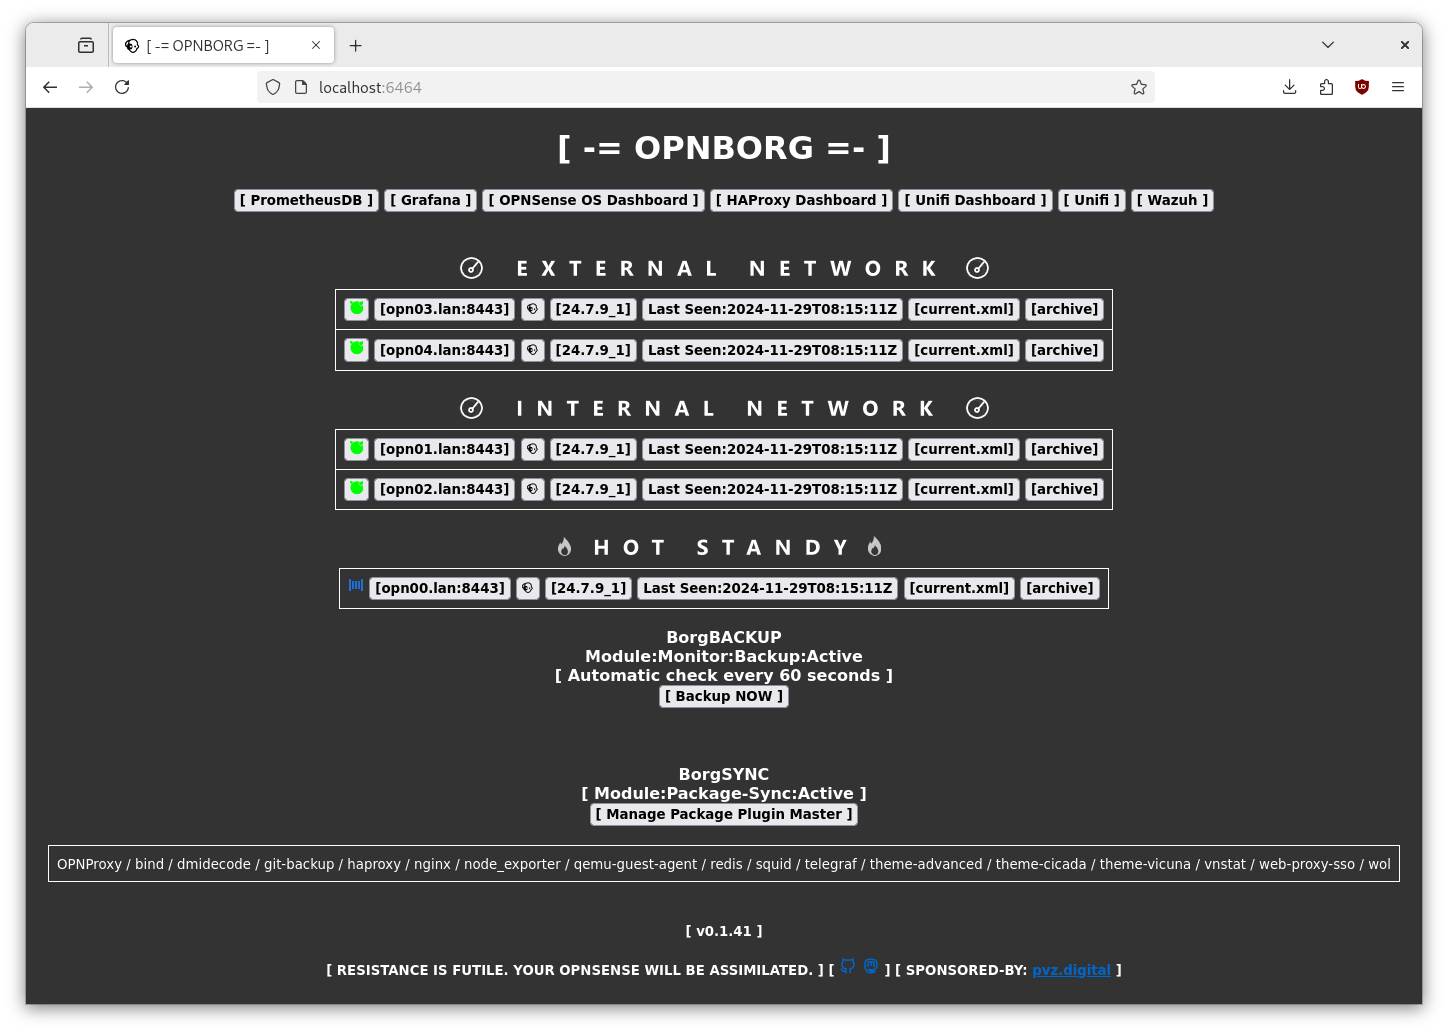 [ -= OPNBORG =- ]
localhost:6464
[ -= OPNBORG =- ]
[ PrometheusDB ] [ Grafana ] [ OPNSense OS Dashboard ] [ HAProxy Dashboard ] [ Unifi Dashboard ] [ Unifi ] [ Wazuh ]
EXTERNAL NETWORK
[opn03.lan:8443] [24.7.9_1] Last Seen:2024-11-29T08:15:11Z [current.xml] [archive]
[opn04.lan:8443] [24.7.9_1] Last Seen:2024-11-29T08:15:11Z [current.xml] [archive]
INTERNAL NETWORK
[opn01.lan:8443] [24.7.9_1] Last Seen:2024-11-29T08:15:11Z [current.xml] [archive]
[opn02.lan:8443] [24.7.9_1] Last Seen:2024-11-29T08:15:11Z [current.xml] [archive]
HOT STANDY
[opn00.lan:8443] [24.7.9_1] Last Seen:2024-11-29T08:15:11Z [current.xml] [archive]
BorgBACKUP
Module:Monitor:Backup:Active
[ Automatic check every 60 seconds ]
[ Backup NOW ]
BorgSYNC
[ Module:Package-Sync:Active ]
[ Manage Package Plugin Master ]
OPNProxy / bind / dmidecode / git-backup / haproxy / nginx / node_exporter / qemu-guest-agent / redis / squid / telegraf / theme-advanced / theme-cicada / theme-vicuna / vnstat / web-proxy-sso / wol
[ v0.1.41 ]
[ RESISTANCE IS FUTILE. YOUR OPNSENSE WILL BE ASSIMILATED. ] [ ] [ SPONSORED-BY: pvz.digital ]